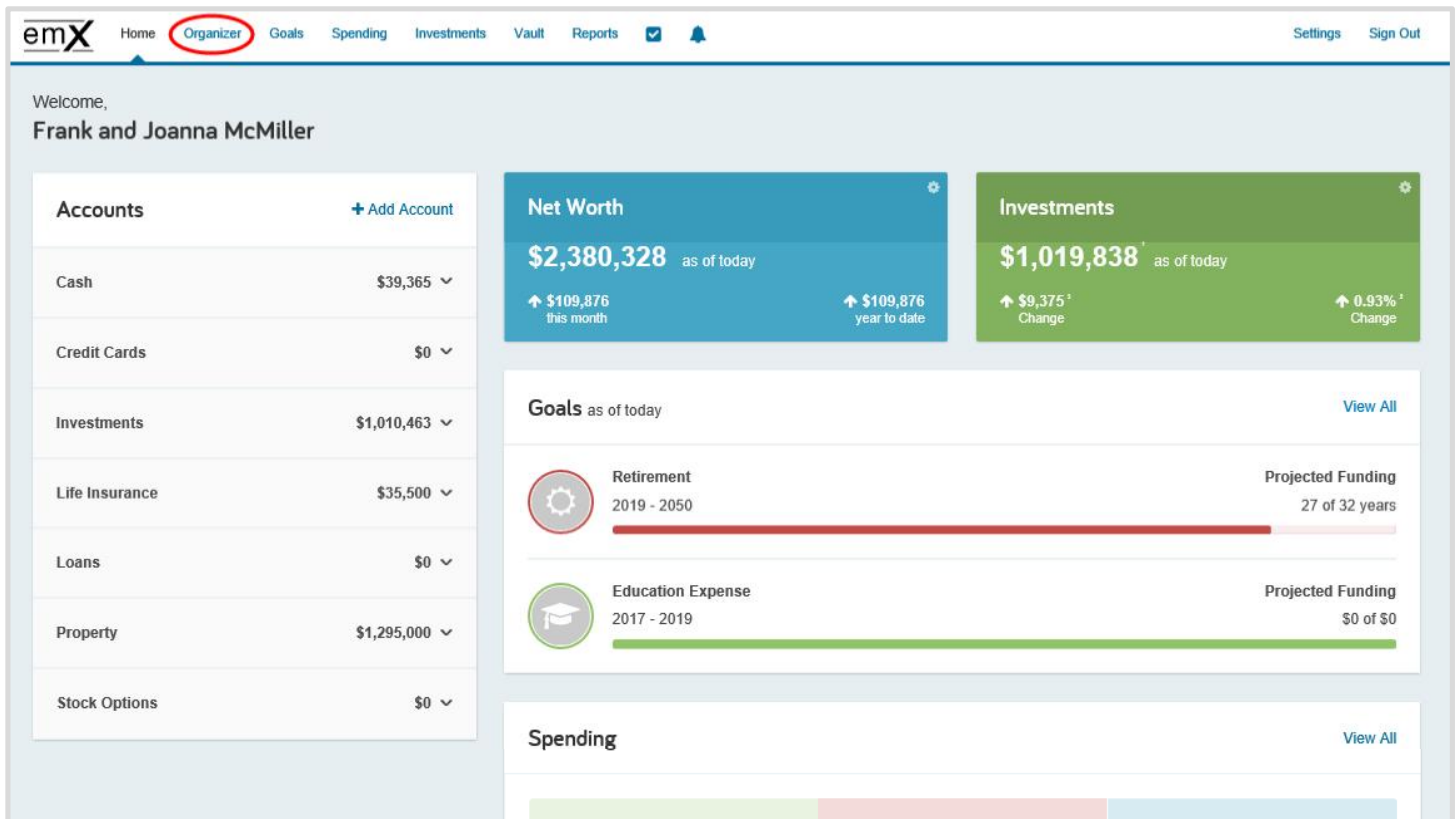 emX Home Organizer Goals Spending Investments Vault Reports Settings Sign Out
Welcome,
Frank and Joanna McMiller
Accounts + Add Account
Cash $39,365
Credit Cards $0
Investments $1,010,463
Life Insurance $35,500
Loans $0
Property $1,295,000
Stock Options $0
Net Worth
$2,380,328 as of today
$109,876 $109,876
this month year to date
Investments
$1,019,838 as of today
$9,375 0.93%
Change Change
Goals as of today View All
Retirement Projected Funding
2019 - 2050 27 of 32 years
Education Expense Projected Funding
2017 - 2019 $0 of $0
Spending View All